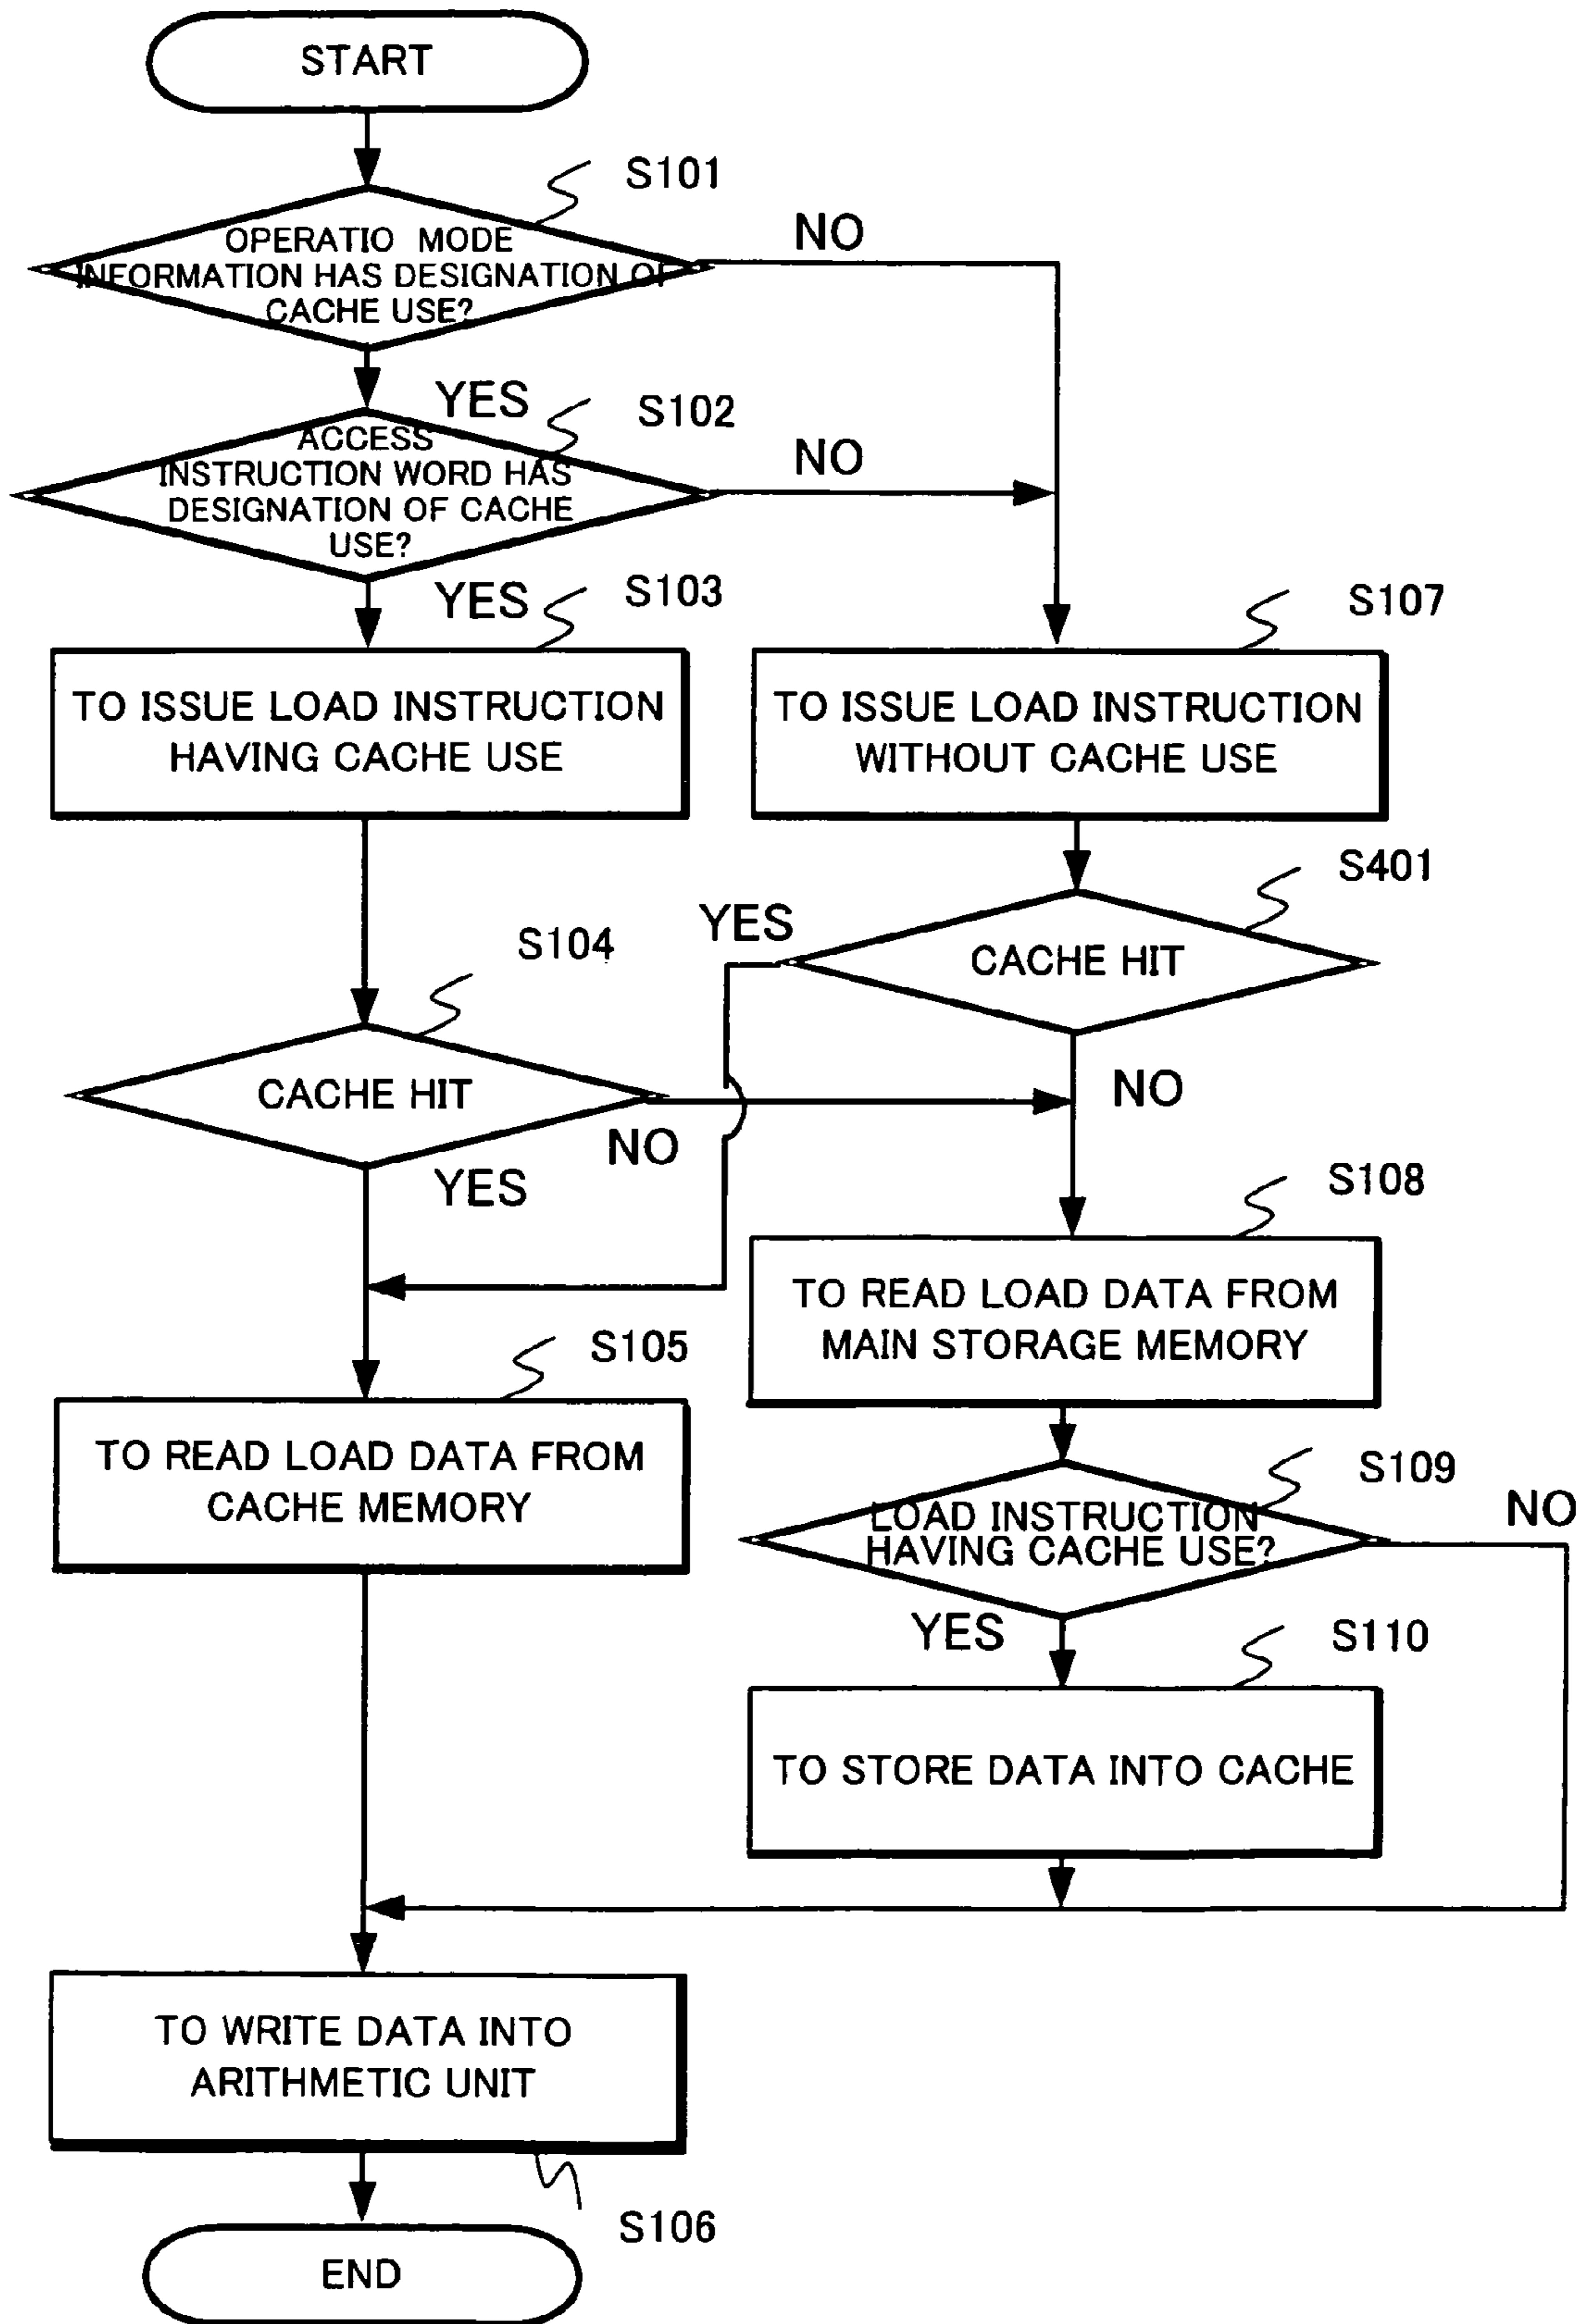 START
S101
OPERATIO MODE
INFORMATION HAS DESIGNATION OF
CACHE USE?
NO
YES
S102
ACCESS
INSTRUCTION WORD HAS
DESIGNATION OF CACHE
USE?
NO
YES
S103
TO ISSUE LOAD INSTRUCTION
HAVING CACHE USE
S107
TO ISSUE LOAD INSTRUCTION
WITHOUT CACHE USE
S401
CACHE HIT
YES
NO
S104
CACHE HIT
NO
YES
S108
TO READ LOAD DATA FROM
MAIN STORAGE MEMORY
S105
TO READ LOAD DATA FROM
CACHE MEMORY
S109
LOAD INSTRUCTION
HAVING CACHE USE?
NO
YES
S110
TO STORE DATA INTO CACHE
TO WRITE DATA INTO
ARITHMETIC UNIT
S106
END